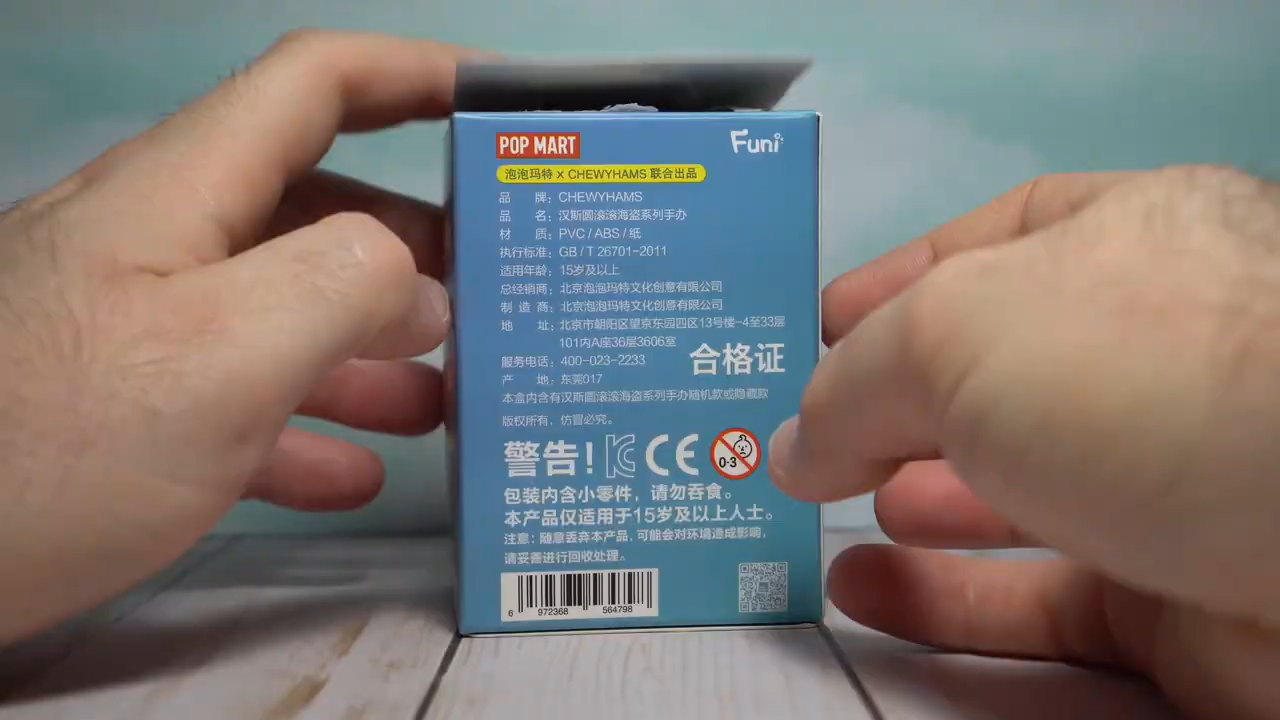 POP MART
Funi
泡泡玛特 x CHEWYHAMS 联合出品
品 牌：CHEWYHAMS
品 名：汉斯圆滚滚海盗系列手办
材 质：PVC / ABS / 纸
执行标准：GB / T 26701-2011
适用年龄：15岁及以上
总经销商：北京泡泡玛特文化创意有限公司
制 造 商：北京泡泡玛特文化创意有限公司
地 址：北京市朝阳区望京东园四区13号楼-4至33层
101内A座36层3606室
服务电话：400-023-2233
合格证
产 地：东莞017
本盒内含有汉斯圆滚滚海盗系列手办随机款或隐藏款
版权所有，仿冒必究。
警告！
CE
0-3
包装内含小零件，请勿吞食。
本产品仅适用于15岁及以上人士。
注意：随意丢弃本产品，可能会对环境造成影响，
请妥善进行回收处理。
6 972368 564798